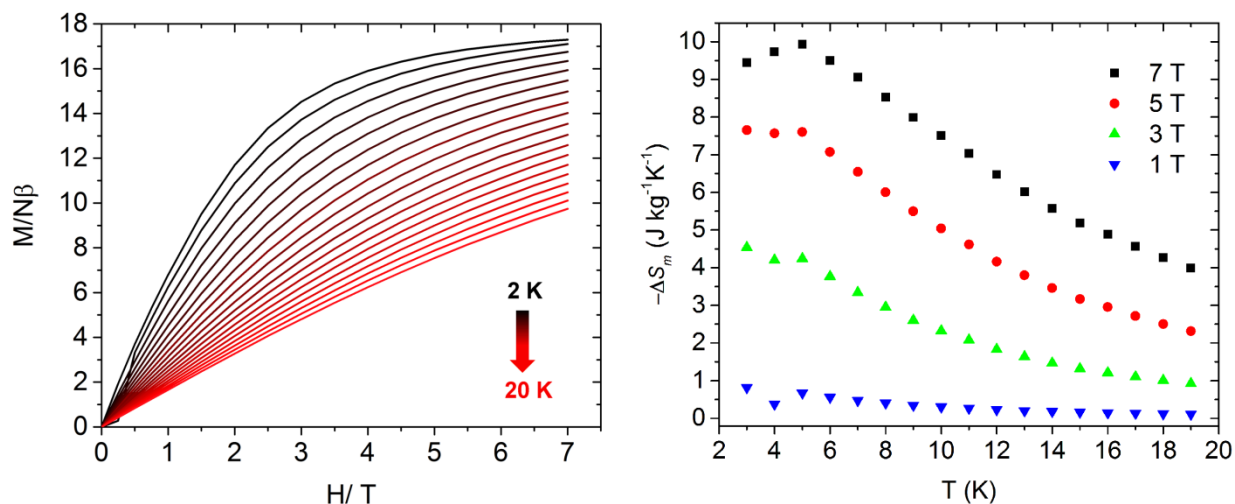 18
16
14
12
10
8
6
4
2
0
M/Nβ
2 K
20 K
0 1 2 3 4 5 6 7
H/ T
10
9
8
7
6
5
4
3
2
1
0
−ΔSm (J kg-1K-1)
7 T
5 T
3 T
1 T
2 4 6 8 10 12 14 16 18 20
T (K)